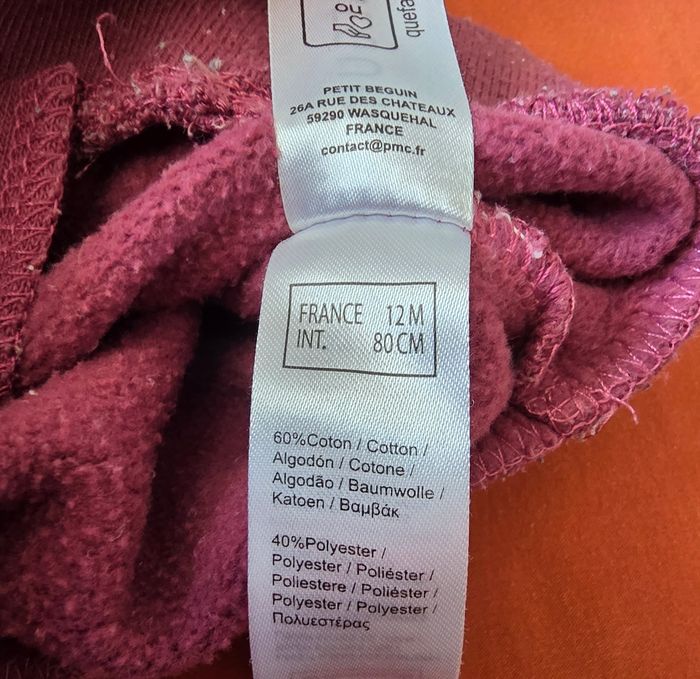 PETIT BEGUIN
26A RUE DES CHATEAUX
59290 WASQUEHAL
FRANCE
contact@pmc.fr
FRANCE 12M
INT. 80CM
60%Coton / Cotton /
Algodón / Cotone /
Algodão / Baumwolle /
Katoen / Βαμβάκ
40%Polyester /
Polyester / Poliéster /
Poliestere / Poliéster /
Polyester / Polyester /
Πολυεστέρας